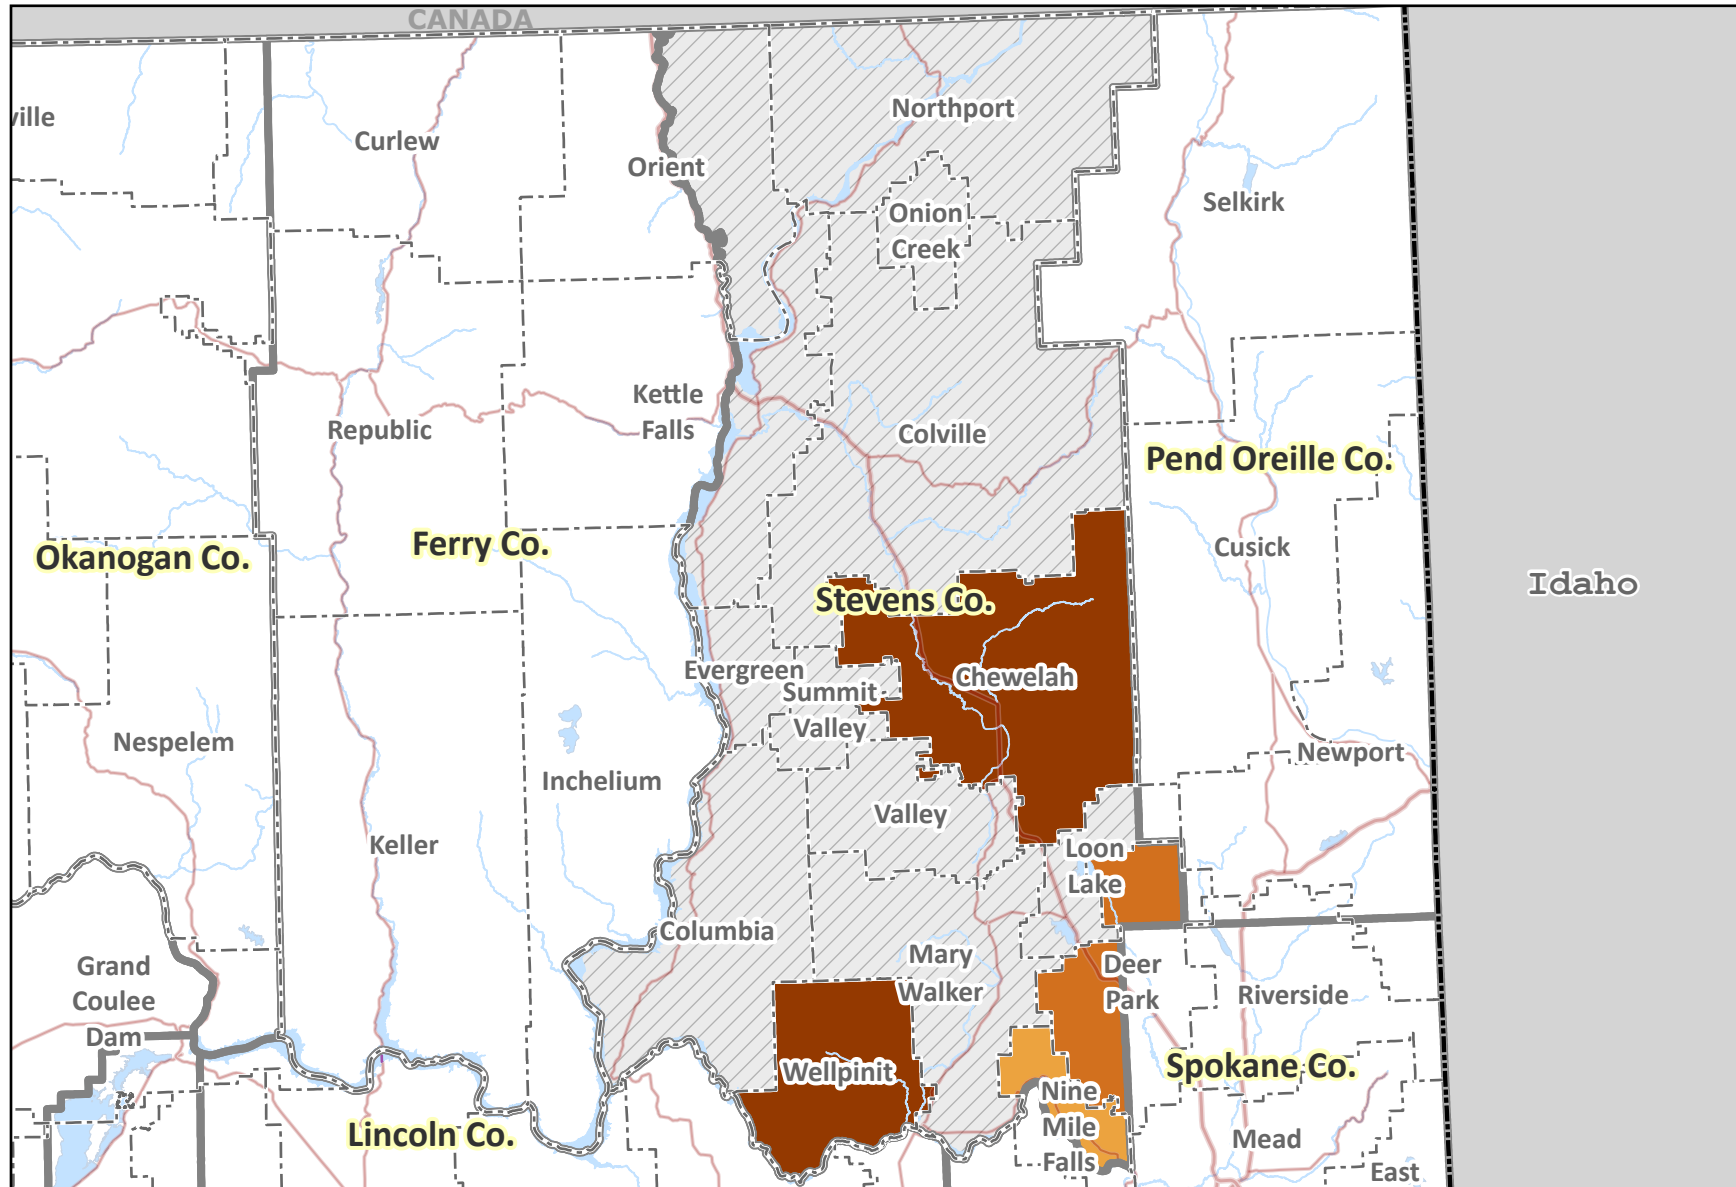 CANADA
ville
Curlew
Northport
Orient
Selkirk
Onion
Creek
Kettle
Falls
Republic
Colville
Pend Oreille Co.
Okanogan Co.
Ferry Co.
Cusick
Idaho
Stevens Co.
Evergreen
Chewelah
Summit
Valley
Nespelem
Newport
Inchelium
Valley
Keller
Loon
Lake
Columbia
Mary
Walker
Deer
Park
Grand
Coulee
Dam
Riverside
Wellpinit
Spokane Co.
Nine
Mile
Falls
Lincoln Co.
Mead
East